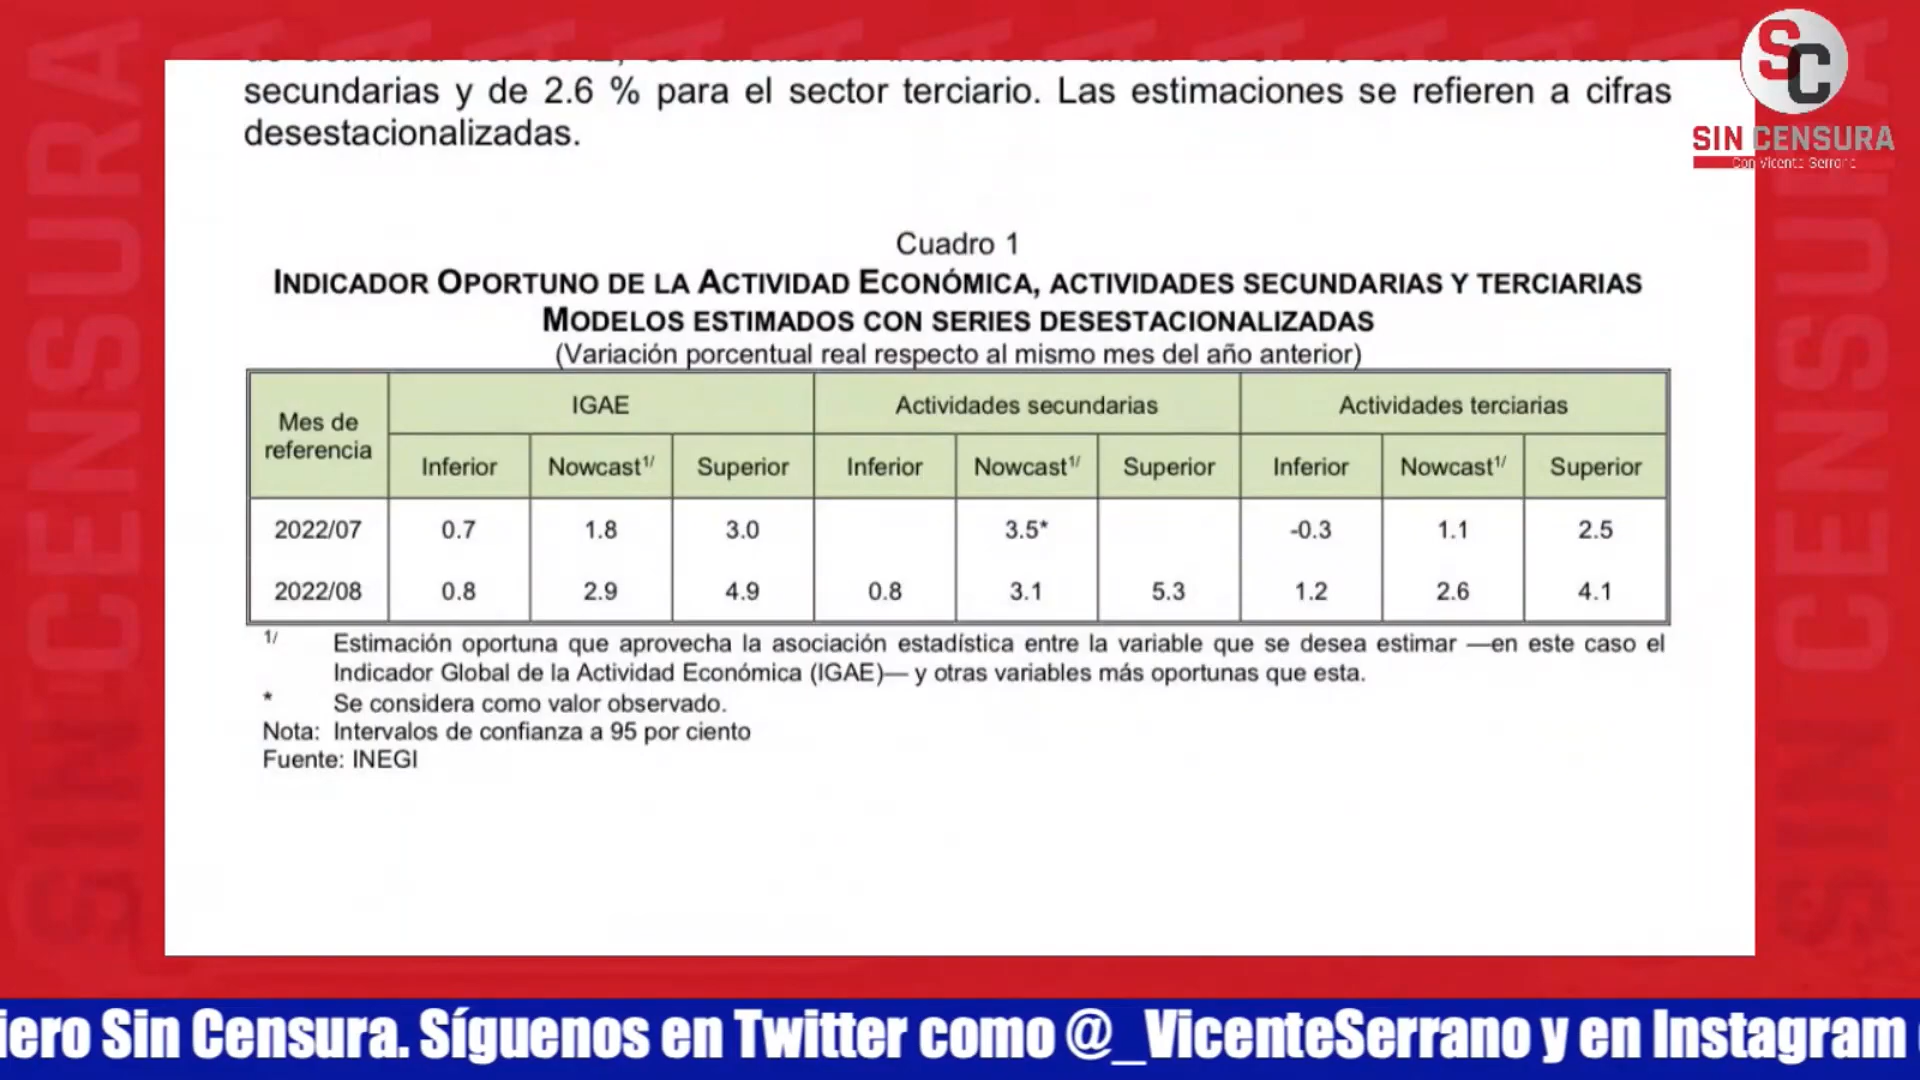 secundarias y de 2.6 % para el sector terciario. Las estimaciones se refieren a cifras
desestacionalizadas.
SC
SIN CENSURA
Con Vicente Serrano
Cuadro 1
INDICADOR OPORTUNO DE LA ACTIVIDAD ECONÓMICA, ACTIVIDADES SECUNDARIAS Y TERCIARIAS
MODELOS ESTIMADOS CON SERIES DESESTACIONALIZADAS
(Variación porcentual real respecto al mismo mes del año anterior)
Mes de referencia IGAE Actividades secundarias Actividades terciarias
Inferior Nowcast1/ Superior Inferior Nowcast1/ Superior Inferior Nowcast1/ Superior
2022/07 0.7 1.8 3.0 3.5* -0.3 1.1 2.5
2022/08 0.8 2.9 4.9 0.8 3.1 5.3 1.2 2.6 4.1
1/ Estimación oportuna que aprovecha la asociación estadística entre la variable que se desea estimar —en este caso el
Indicador Global de la Actividad Económica (IGAE)— y otras variables más oportunas que esta.
* Se considera como valor observado.
Nota: Intervalos de confianza a 95 por ciento
Fuente: INEGI
SIN CENSURA
SIN CENSURA
iero Sin Censura. Síguenos en Twitter como @_VicenteSerrano y en Instagram